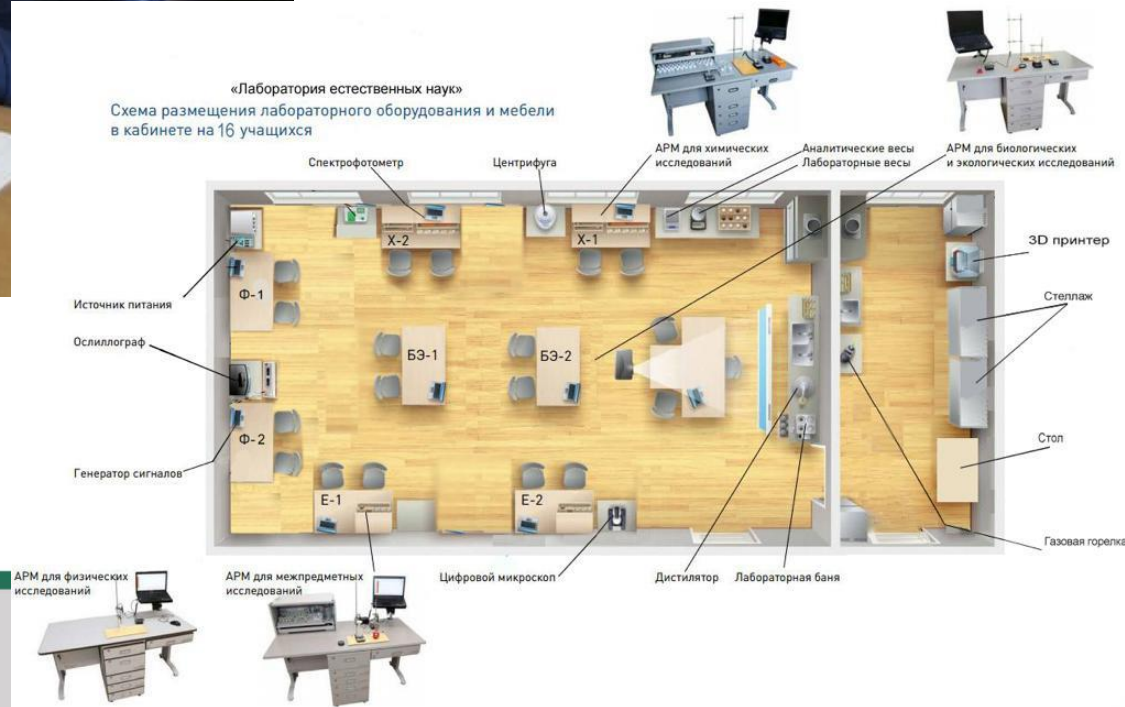 «Лаборатория естественных наук»
Схема размещения лабораторного оборудования и мебели
в кабинете на 16 учащихся
АРМ для химических
исследований
Аналитические весы
Лабораторные весы
АРМ для биологических
и экологических исследований
Спектрофотометр
Центрифуга
Х-2
Х-1
3D принтер
Ф-1
Источник питания
Стеллаж
Ослиллограф
БЭ-1
БЭ-2
Ф-2
Стол
Генератор сигналов
Е-1
Е-2
Газовая горелка
АРМ для физических
исследований
АРМ для межпредметных
исследований
Цифровой микроскоп
Дистилятор
Лабораторная баня